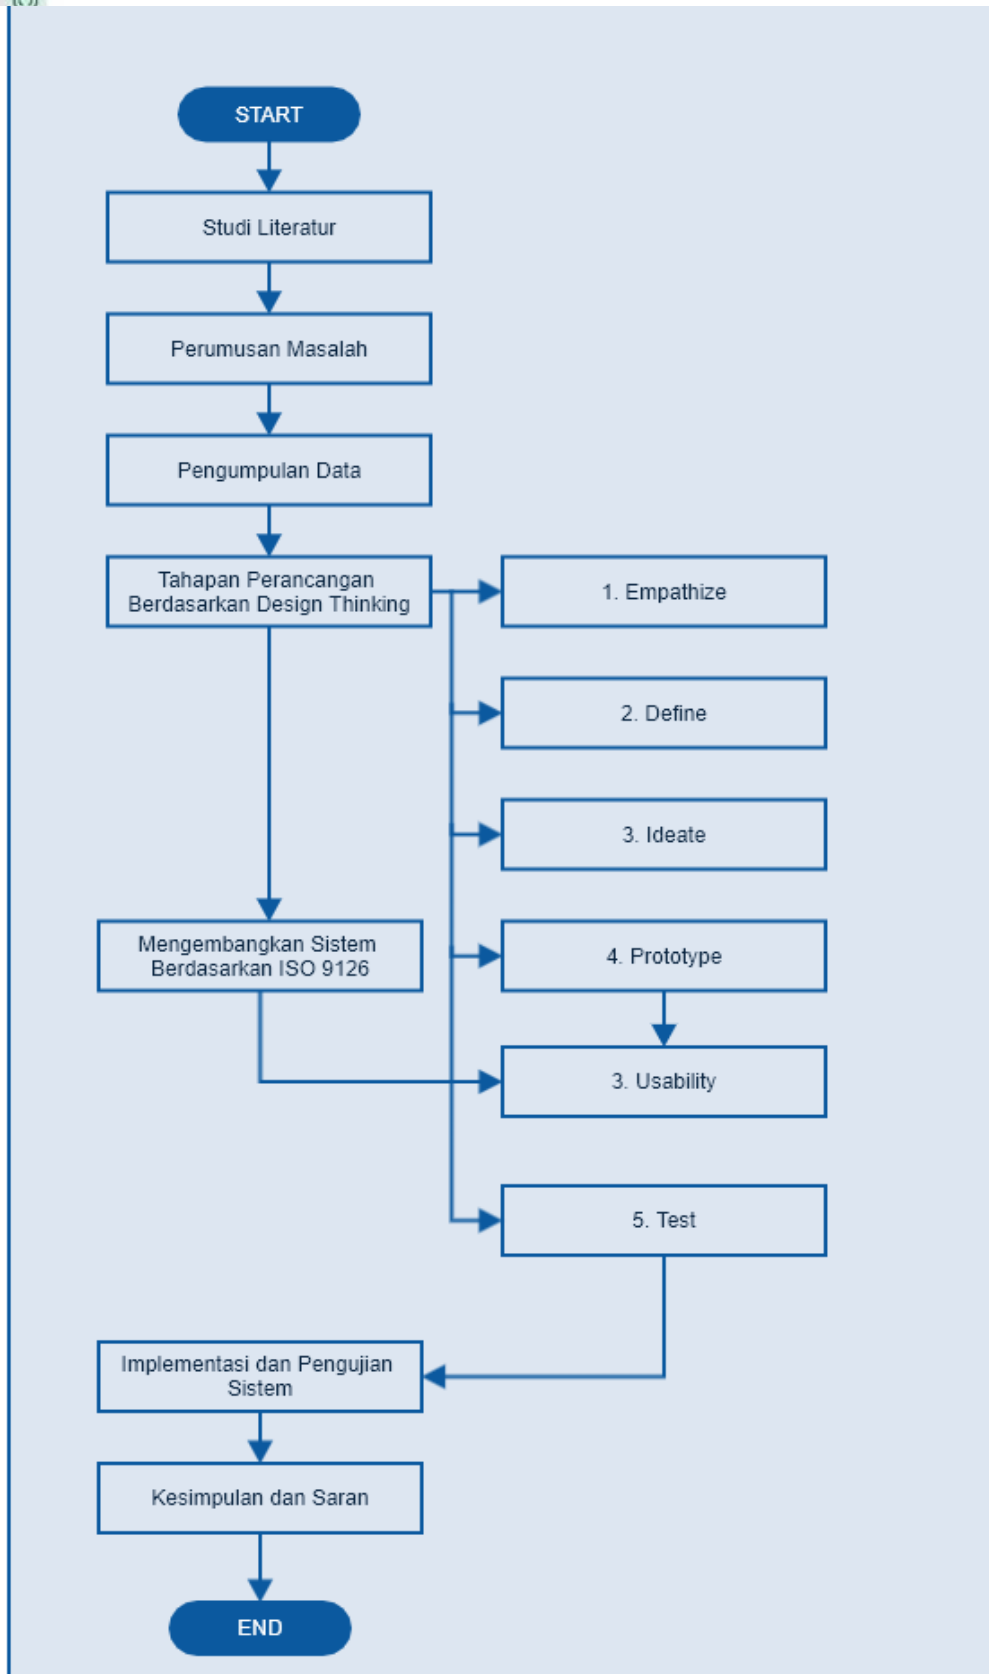 START
Studi Literatur
Perumusan Masalah
Pengumpulan Data
Tahapan Perancangan
Berdasarkan Design Thinking
1. Empathize
2. Define
3. Ideate
Mengembangkan Sistem
Berdasarkan ISO 9126
4. Prototype
3. Usability
5. Test
Implementasi dan Pengujian
Sistem
Kesimpulan dan Saran
END